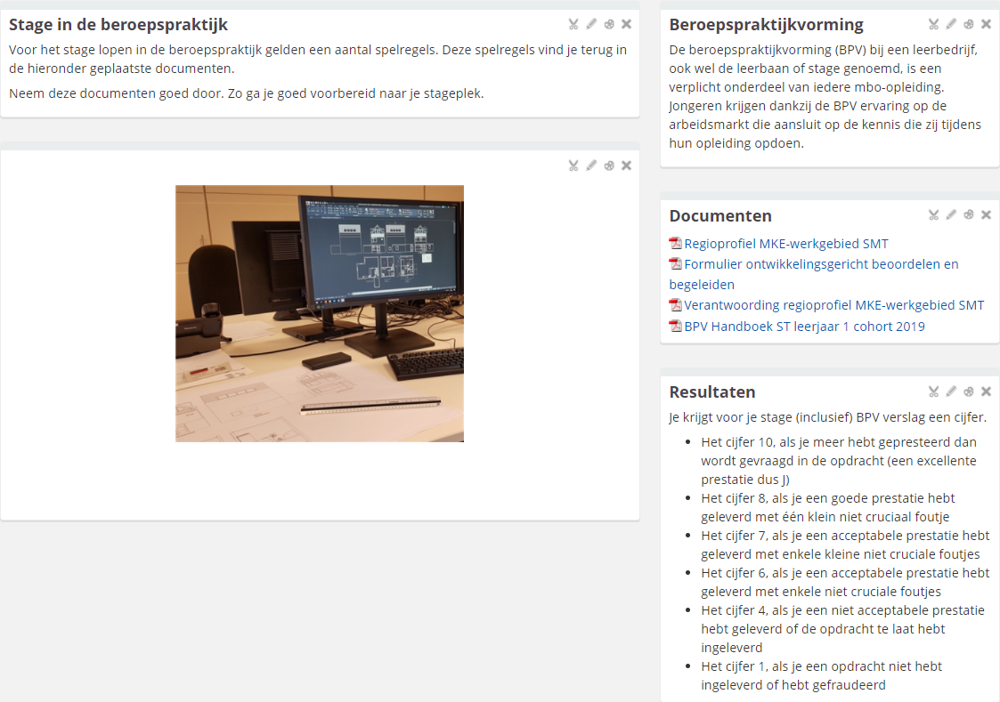 Stage in de beroepspraktijk
Voor het stage lopen in de beroepspraktijk gelden een aantal spelregels. Deze spelregels vind je terug in
de hieronder geplaatste documenten.
Neem deze documenten goed door. Zo ga je goed voorbereid naar je stageplek.
Beroepspraktijkvorming
De beroepspraktijkvorming (BPV) bij een leerbedrijf,
ook wel de leerbaan of stage genoemd, is een
verplicht onderdeel van iedere mbo-opleiding.
Jongeren krijgen dankzij de BPV ervaring op de
arbeidsmarkt die aansluit op de kennis die zij tijdens
hun opleiding opdoen.
Documenten
Regioprofiel MKE-werkgebied SMT
Formulier ontwikkelingsgericht beoordelen en
begeleiden
Verantwoording regioprofiel MKE-werkgebied SMT
BPV Handboek ST leerjaar 1 cohort 2019
Resultaten
Je krijgt voor je stage (inclusief) BPV verslag een cijfer.
• Het cijfer 10, als je meer hebt gepresteerd dan
wordt gevraagd in de opdracht (een excellente
prestatie dus J)
• Het cijfer 8, als je een goede prestatie hebt
geleverd met één klein niet cruciaal foutje
• Het cijfer 7, als je een acceptabele prestatie hebt
geleverd met enkele kleine niet cruciale foutjes
• Het cijfer 6, als je een acceptabele prestatie hebt
geleverd met enkele niet cruciale foutjes
• Het cijfer 4, als je een niet acceptabele prestatie
hebt geleverd of de opdracht te laat hebt
ingeleverd
• Het cijfer 1, als je een opdracht niet hebt
ingeleverd of hebt gefraudeerd